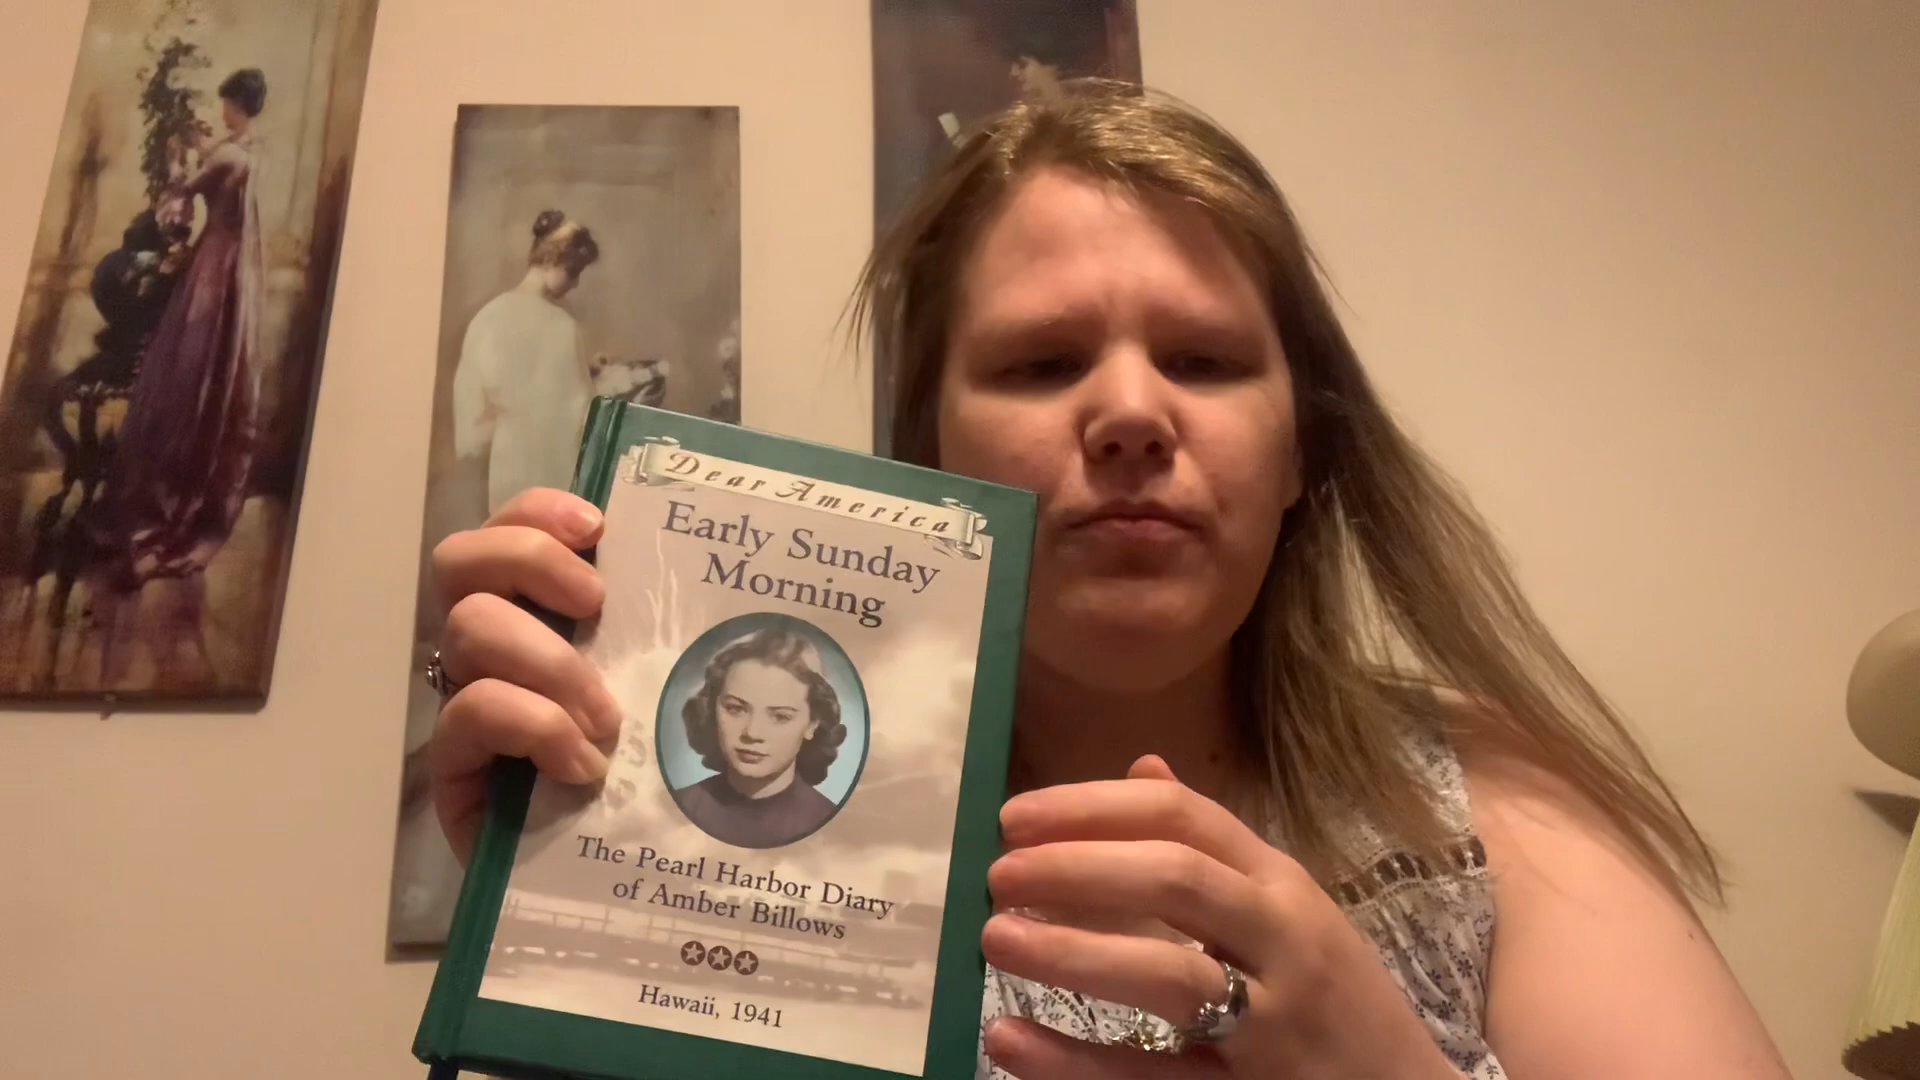 Dear America
Early Sunday
Morning
The Pearl Harbor Diary
of Amber Billows
Hawaii, 1941